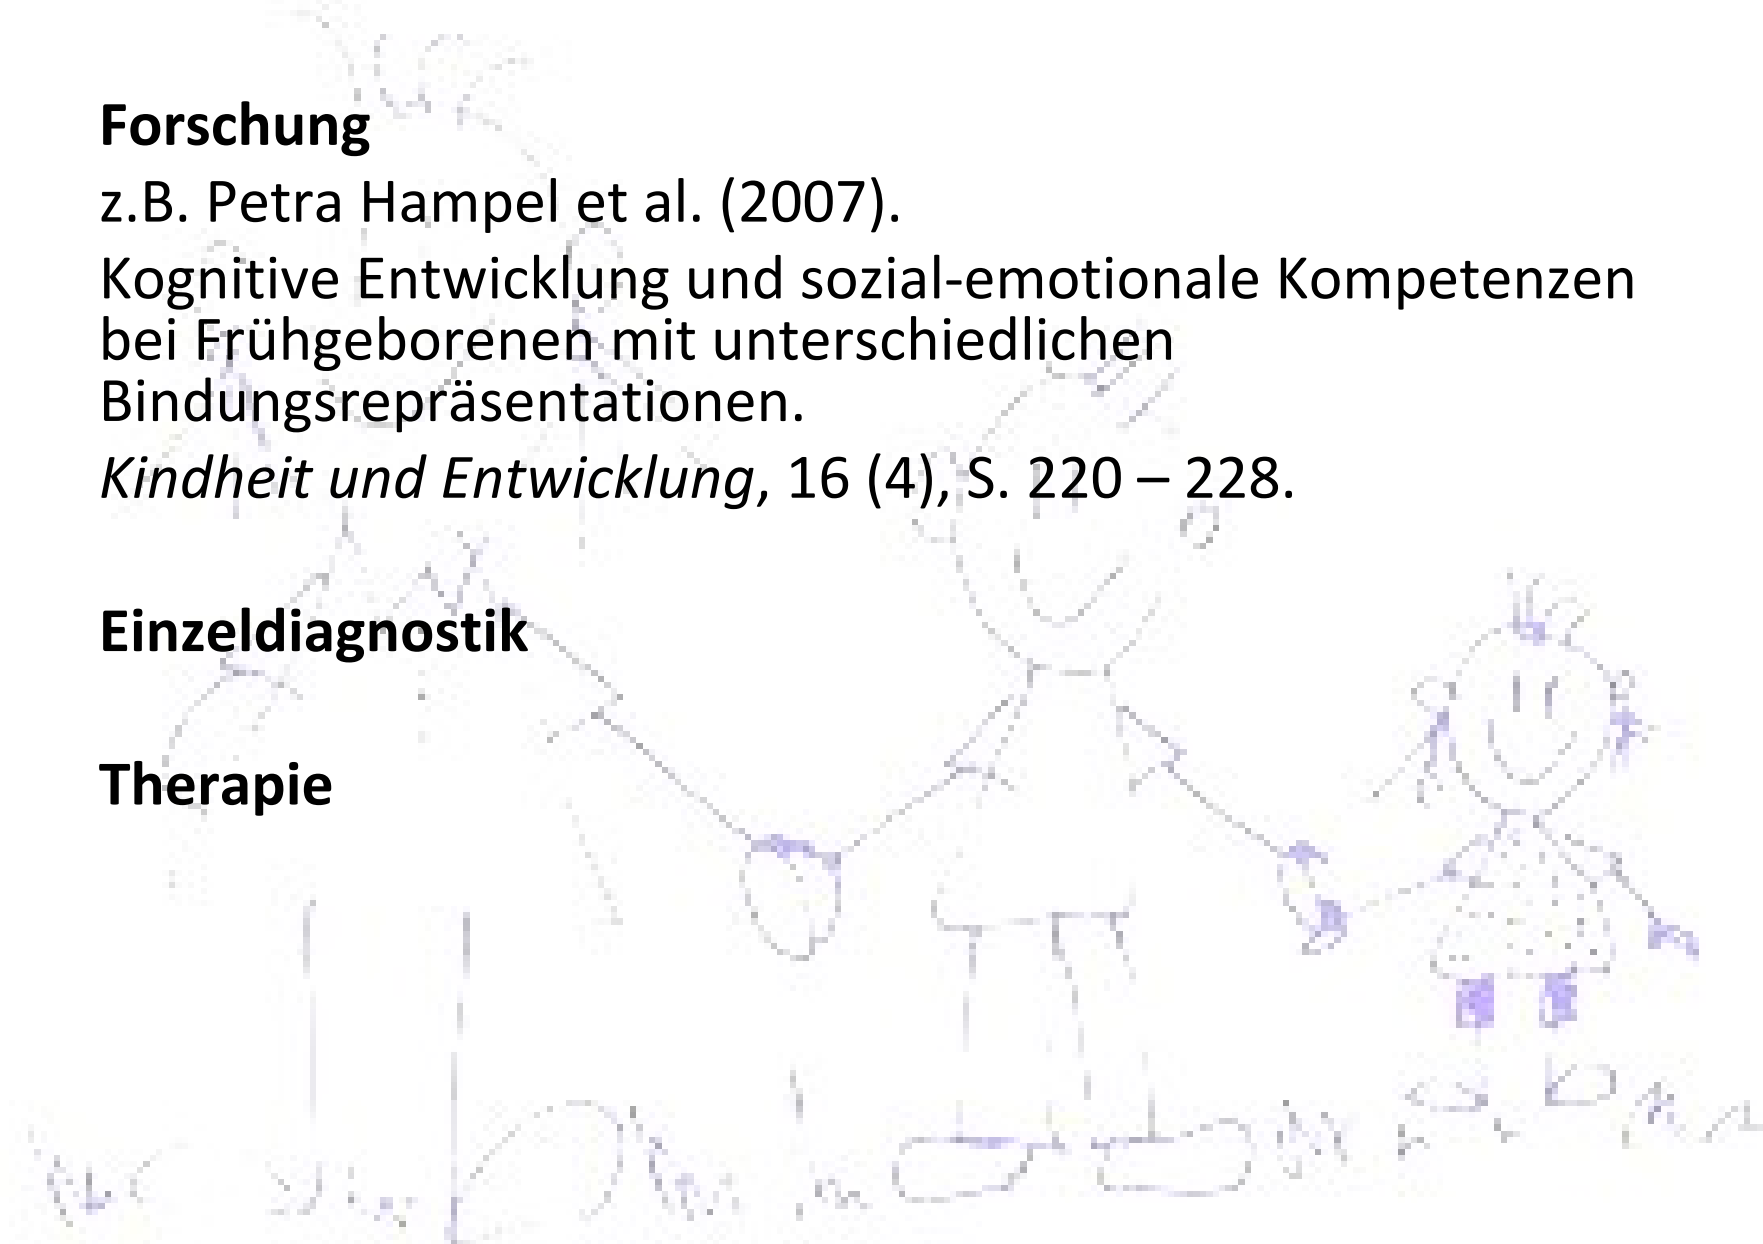 Forschung
z.B. Petra Hampel et al. (2007).
Kognitive Entwicklung und sozial-emotionale Kompetenzen
bei Frühgeborenen mit unterschiedlichen
Bindungsrepräsentationen.
Kindheit und Entwicklung, 16 (4), S. 220 – 228.
Einzeldiagnostik
Therapie